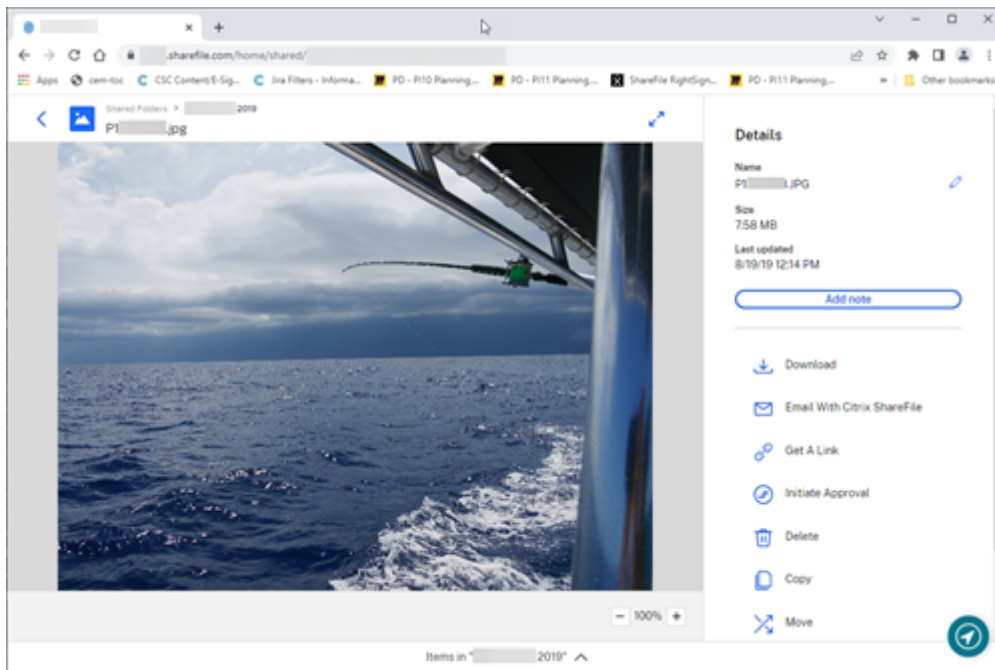 .sharefile.com/home/shared/
Apps cem-toc CSC Content/E-Sig... Jira Filters - Informa... PD - PI10 Planning,... PD - PI11 Planning,... ShareFile RightSign... PD - PI11 Planning,... » Other bookmarks
Shared Folders > 2019
P1 .jpg
Details
Name
P1 .JPG
Size
7.58 MB
Last updated
8/19/19 12:14 PM
Add note
Download
Email With Citrix ShareFile
Get A Link
Initiate Approval
Delete
Copy
Move
100%
Items in " 2019"